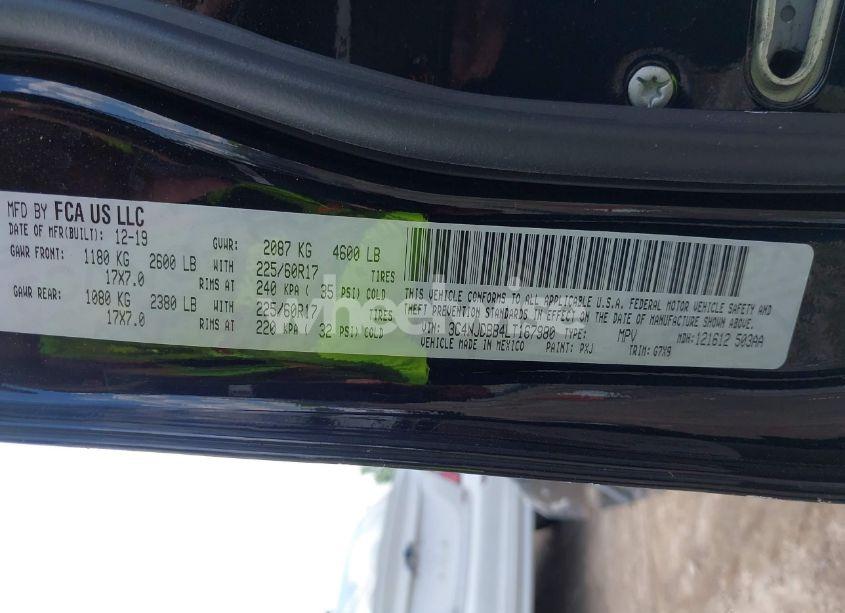 MFD BY FCA US LLC
DATE OF MFR(BUILT): 12-19 GVWR: 2087 KG 4600 LB
GAWR FRONT: 1180 KG 2600 LB WITH 225/60R17 TIRES
17X7.0 RIMS AT 240 KPA ( 35 PSI) COLD
GAWR REAR: 1080 KG 2380 LB WITH 225/60R17 TIRES
17X7.0 RIMS AT 220 KPA ( 32 PSI) COLD
THIS VEHICLE CONFORMS TO ALL APPLICABLE U.S.A. FEDERAL MOTOR VEHICLE SAFETY AND
THEFT PREVENTION STANDARDS IN EFFECT ON THE DATE OF MANUFACTURE SHOWN ABOVE.
VIN: 3C4NJDBB4LT167980 TYPE: MPV MDH: 121612 503AA
VEHICLE MADE IN MEXICO PAINT: PXJ TRIM: G7X9